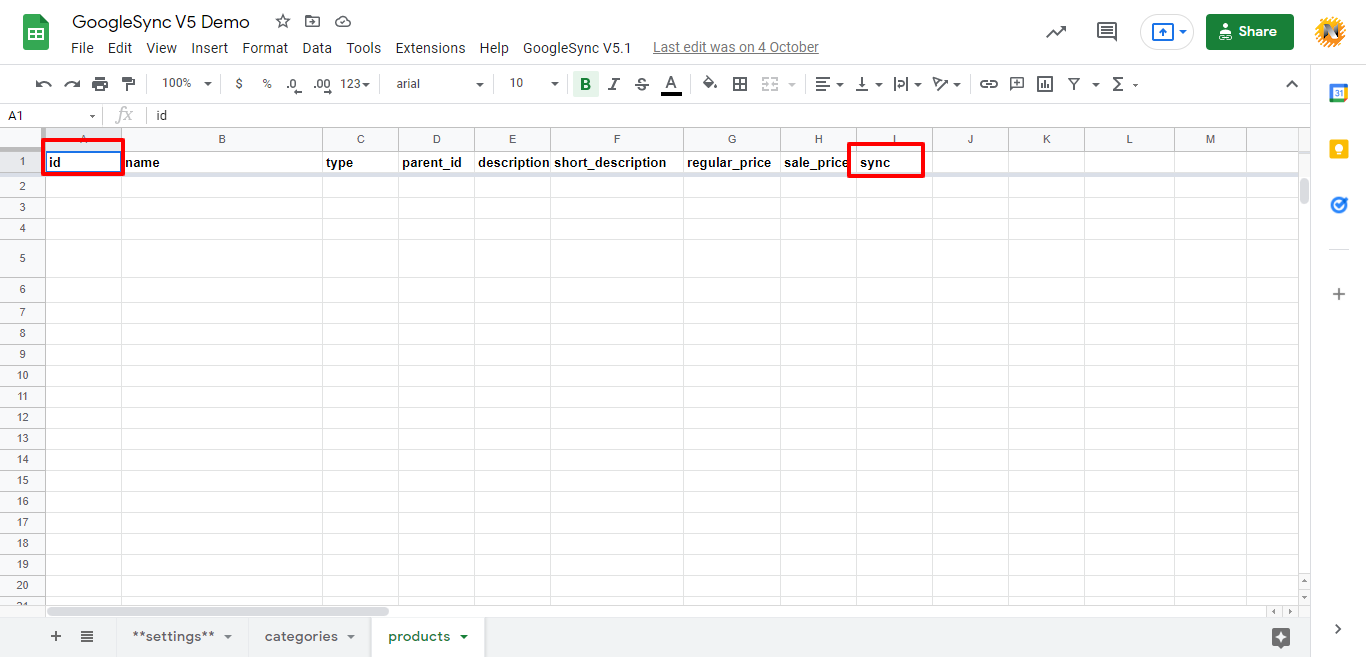 GoogleSync V5 Demo
File Edit View Insert Format Data Tools Extensions Help GoogleSync V5.1 Last edit was on 4 October
Share
100% $ % .0 .00 123 arial 10 B I S A
31
A1 fx id
A B C D E F G H I J K L M
1 id name type parent_id description short_description regular_price sale_price sync
2
3
4
5
6
7
8
9
10
11
12
13
14
15
16
17
18
19
20
21
**settings** categories products